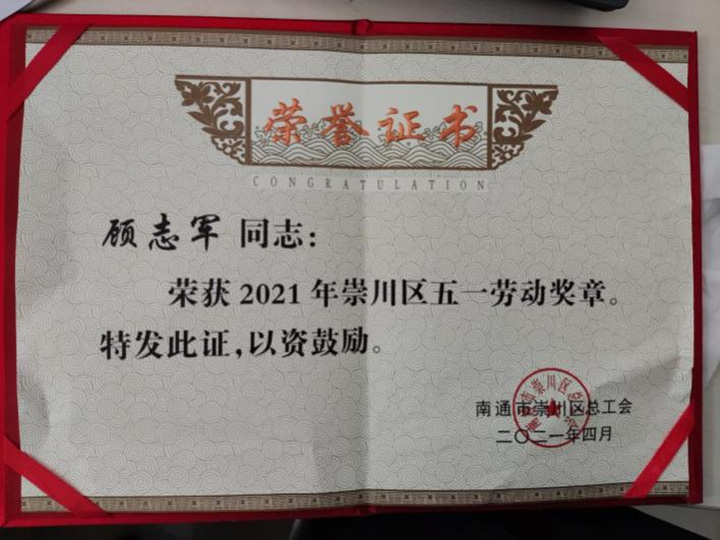 荣誉证书
CONGRATULATION
顾志军 同志：
荣获 2021 年崇川区五一劳动奖章。
特发此证，以资鼓励。
南通市崇川区总工会
二〇二一年四月